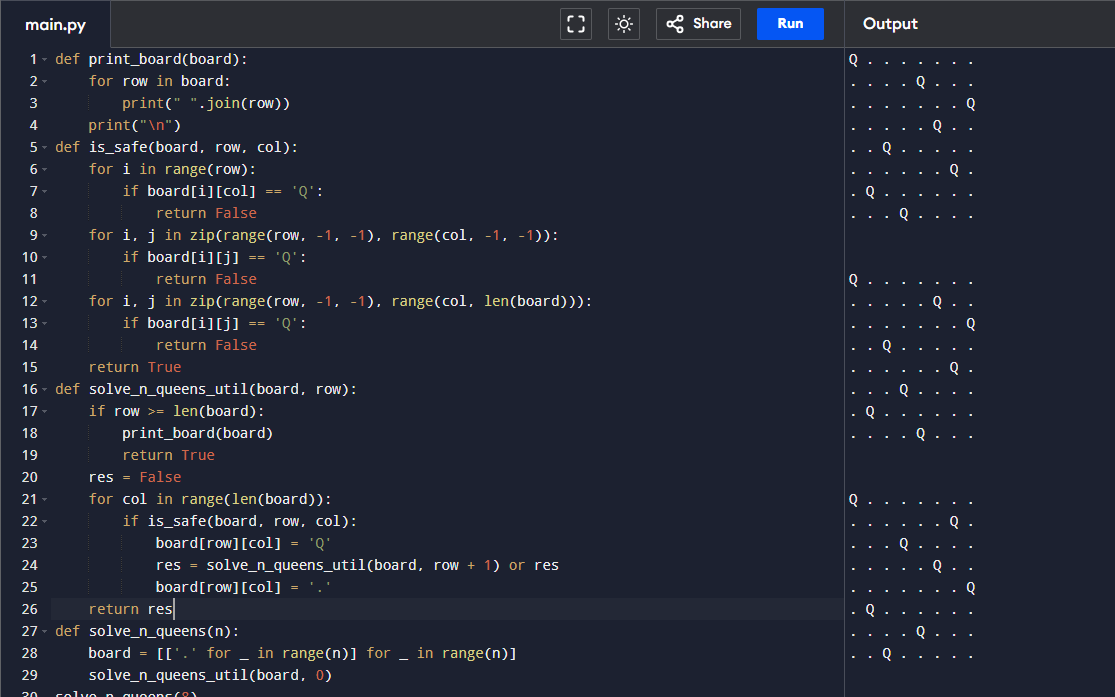 main.py
Share
Run
Output
1 def print_board(board):
2     for row in board:
3         print(" ".join(row))
4     print("\n")
5 def is_safe(board, row, col):
6     for i in range(row):
7         if board[i][col] == 'Q':
8             return False
9     for i, j in zip(range(row, -1, -1), range(col, -1, -1)):
10         if board[i][j] == 'Q':
11             return False
12     for i, j in zip(range(row, -1, -1), range(col, len(board))):
13         if board[i][j] == 'Q':
14             return False
15     return True
16 def solve_n_queens_util(board, row):
17     if row >= len(board):
18         print_board(board)
19         return True
20     res = False
21     for col in range(len(board)):
22         if is_safe(board, row, col):
23             board[row][col] = 'Q'
24             res = solve_n_queens_util(board, row + 1) or res
25             board[row][col] = '.'
26     return res
27 def solve_n_queens(n):
28     board = [['.' for _ in range(n)] for _ in range(n)]
29     solve_n_queens_util(board, 0)
30 solve_n_queens(8)
Q . . . . . . .
. . . . Q . . .
. . . . . . . Q
. . . . . Q . .
. . Q . . . . .
. . . . . . Q .
. Q . . . . . .
. . . Q . . . .
Q . . . . . . .
. . . . . Q . .
. . . . . . . Q
. . Q . . . . .
. . . . . . Q .
. . . Q . . . .
. Q . . . . . .
. . . . Q . . .
Q . . . . . . .
. . . . . . Q .
. . . Q . . . .
. . . . . Q . .
. . . . . . . Q
. Q . . . . . .
. . . . Q . . .
. . Q . . . . .